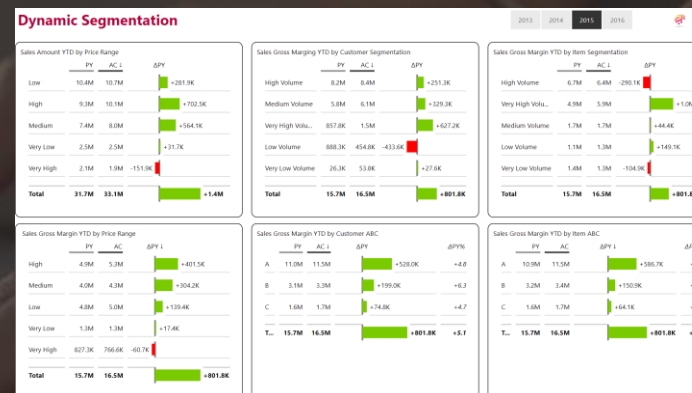 Dynamic Segmentation
2013 2014 2015 2016
Sales Amount YTD by Price Range
PY AC ↓ ΔPY
Low 10.4M 10.7M +281.9K
High 9.3M 10.1M +702.5K
Medium 7.4M 8.0M +564.1K
Very Low 2.5M 2.5M +31.7K
Very High 2.1M 1.9M -151.9K
Total 31.7M 33.1M +1.4M
Sales Gross Marging YTD by Customer Segmentation
PY AC ↓ ΔPY
High Volume 8.2M 8.4M +251.3K
Medium Volume 5.8M 6.1M +329.3K
Very High Volu... 857.8K 1.5M +627.2K
Low Volume 888.3K 454.8K -433.6K
Very Low Volume 26.3K 53.8K +27.6K
Total 15.7M 16.5M +801.8K
Sales Gross Margin YTD by Item Segmentation
PY AC ↓ ΔPY
High Volume 6.7M 6.4M -290.1K
Very High Volu... 4.9M 5.9M +1.0M
Medium Volume 1.7M 1.7M +44.4K
Low Volume 1.1M 1.3M +149.1K
Very Low Volume 1.4M 1.3M -104.9K
Total 15.7M 16.5M +801.8
Sales Gross Margin YTD by Price Range
PY AC ΔPY ↓
High 4.9M 5.3M +401.5K
Medium 4.0M 4.3M +304.2K
Low 4.8M 5.0M +139.4K
Very Low 1.3M 1.3M +17.4K
Very High 827.3K 766.6K -60.7K
Total 15.7M 16.5M +801.8K
Sales Gross Margin YTD by Customer ABC
PY AC ↓ ΔPY ΔPY%
A 11.0M 11.5M +528.0K +4.8
B 3.1M 3.3M +199.0K +6.3
C 1.6M 1.7M +74.8K +4.7
T... 15.7M 16.5M +801.8K +5.1
Sales Gross Margin YTD by Item ABC
PY AC ΔPY ↓
A 10.9M 11.5M +586.7K
B 3.2M 3.4M +150.9K
C 1.6M 1.7M +64.1K
T... 15.7M 16.5M +801.8K